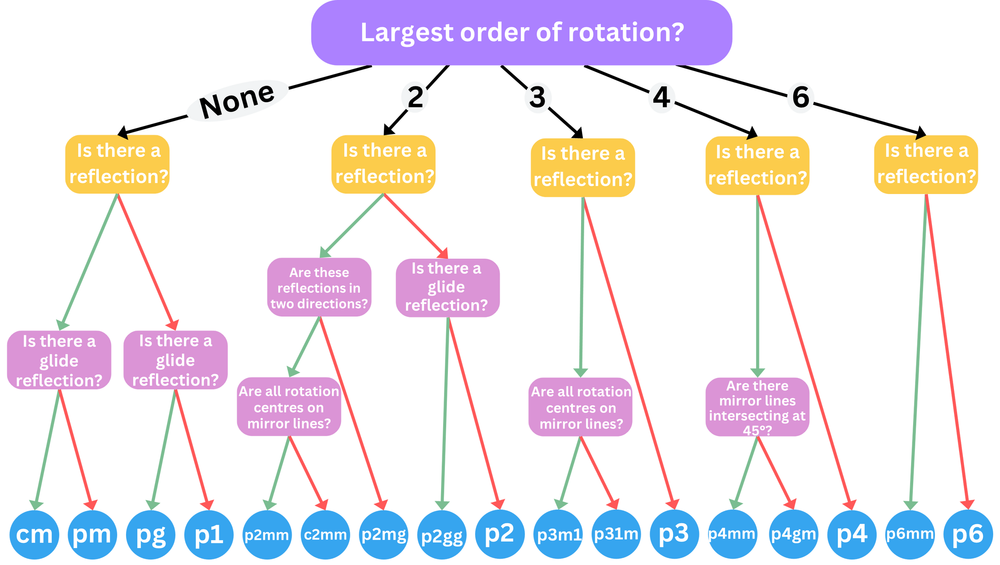 Largest order of rotation?
None
2
3
4
6
Is there a
reflection?
Is there a
reflection?
Is there a
reflection?
Is there a
reflection?
Is there a
reflection?
Are these
reflections in
two directions?
Is there a
glide
reflection?
Is there a
glide
reflection?
Is there a
glide
reflection?
Are all rotation
centres on
mirror lines?
Are all rotation
centres on
mirror lines?
Are there
mirror lines
intersecting at
45°?
cm
pm
pg
p1
p2mm
c2mm
p2mg
p2gg
p2
p3m1
p31m
p3
p4mm
p4gm
p4
p6mm
p6